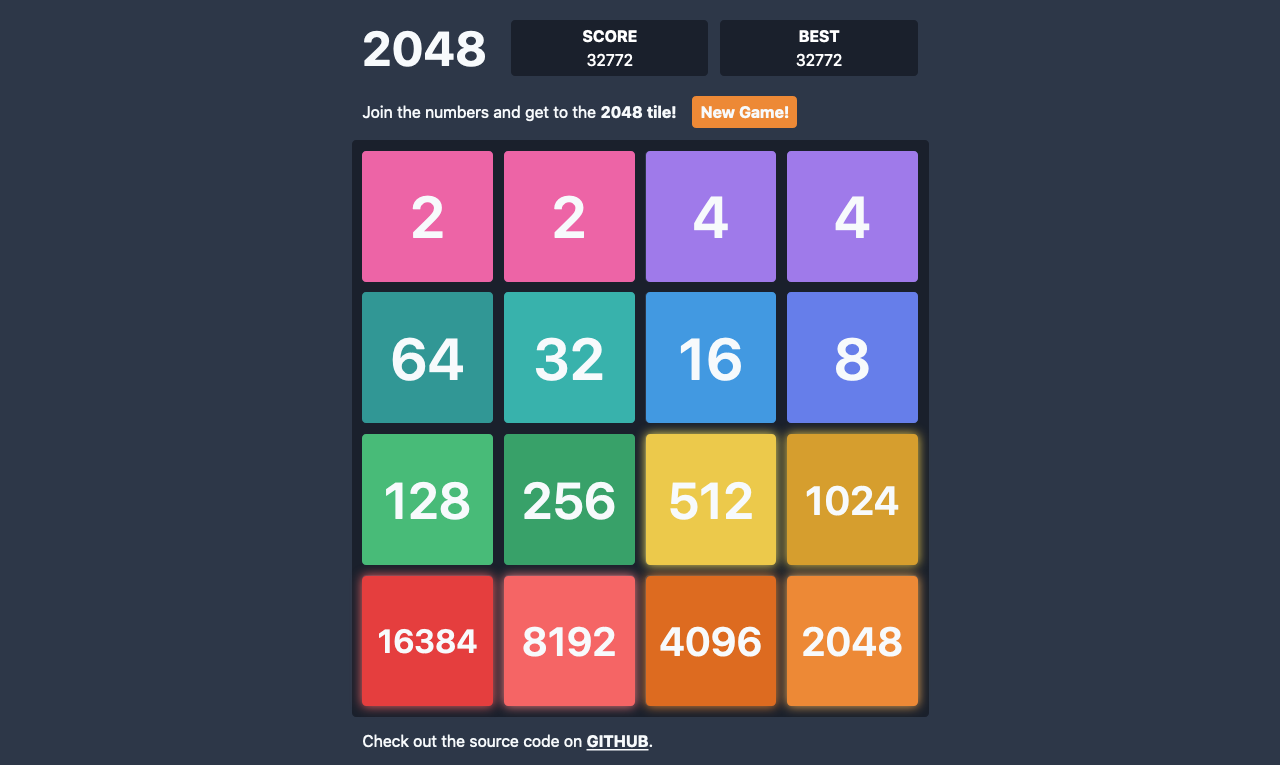 2048
SCORE
32772
BEST
32772
Join the numbers and get to the 2048 tile!
New Game!
2 2 4 4
64 32 16 8
128 256 512 1024
16384 8192 4096 2048
Check out the source code on GITHUB.